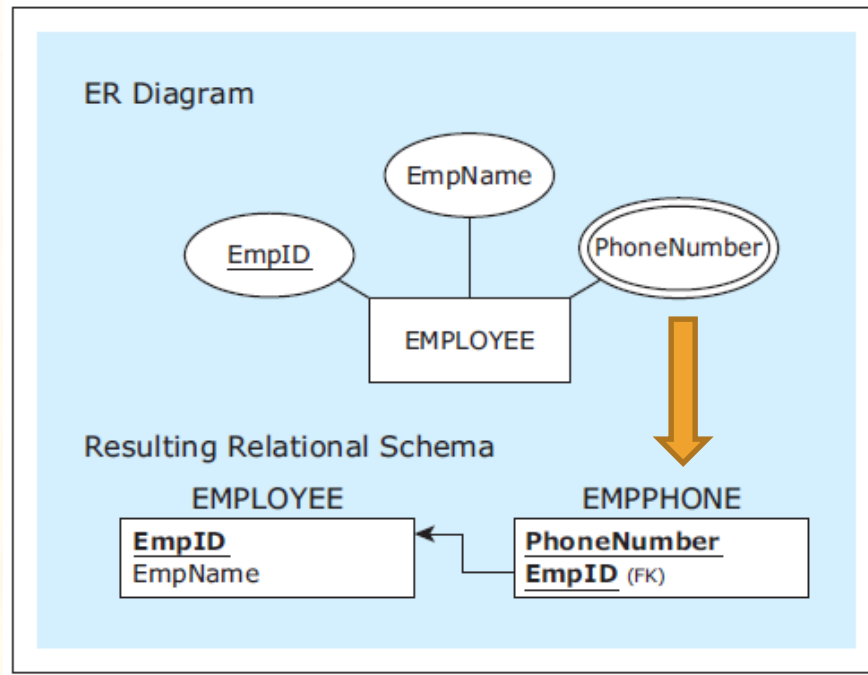 ER Diagram
EmpName
EmpID
PhoneNumber
EMPLOYEE
Resulting Relational Schema
EMPLOYEE
EmpID
EmpName
EMPPHONE
PhoneNumber
EmpID (FK)